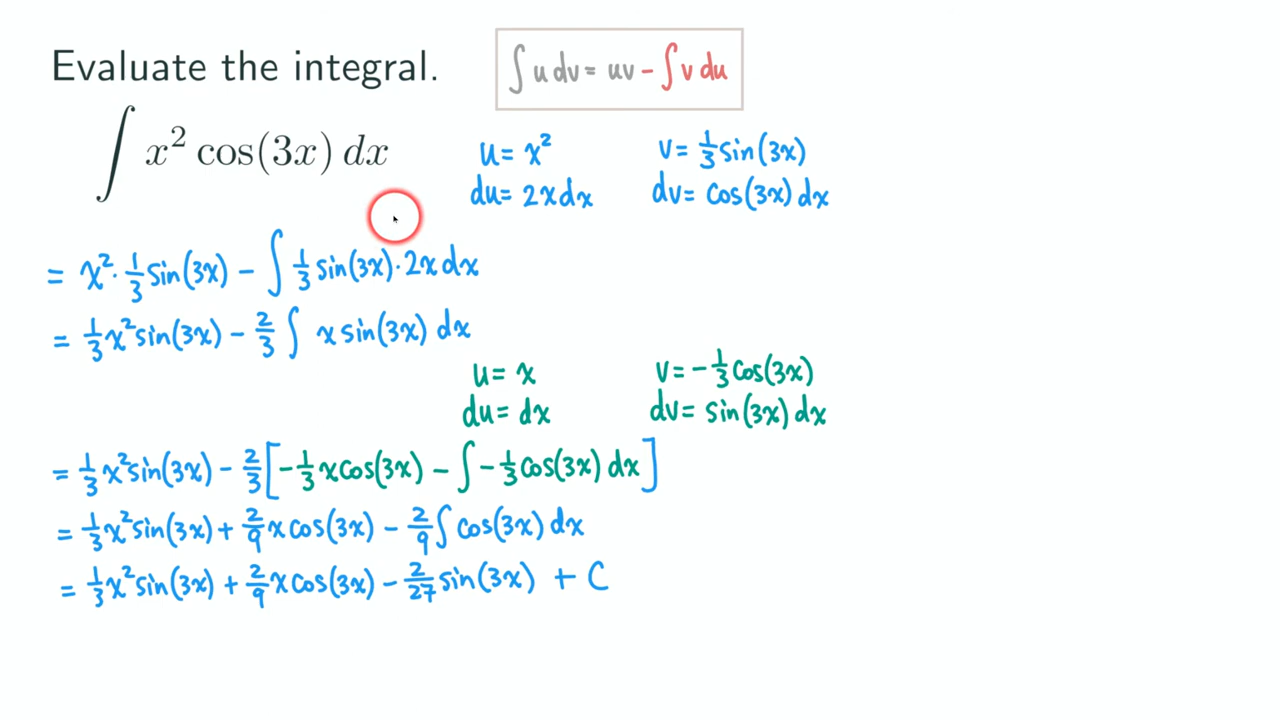 Evaluate the integral.
∫ u dv = uv - ∫ v du
∫ x² cos(3x) dx
u = x²
v = 1/3 sin(3x)
du = 2x dx
dv = cos(3x) dx
= x² · 1/3 sin(3x) - ∫ 1/3 sin(3x) · 2x dx
= 1/3 x² sin(3x) - 2/3 ∫ x sin(3x) dx
u = x
v = -1/3 cos(3x)
du = dx
dv = sin(3x) dx
= 1/3 x² sin(3x) - 2/3 [ -1/3 x cos(3x) - ∫ -1/3 cos(3x) dx ]
= 1/3 x² sin(3x) + 2/9 x cos(3x) - 2/9 ∫ cos(3x) dx
= 1/3 x² sin(3x) + 2/9 x cos(3x) - 2/27 sin(3x) + C